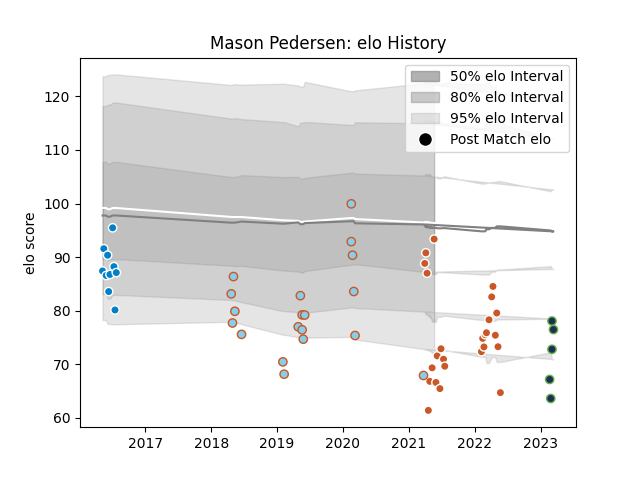 Mason Pedersen: elo History
50% elo Interval
80% elo Interval
95% elo Interval
Post Match elo
elo score
120
110
100
90
80
70
60
2017 2018 2019 2020 2021 2022 2023